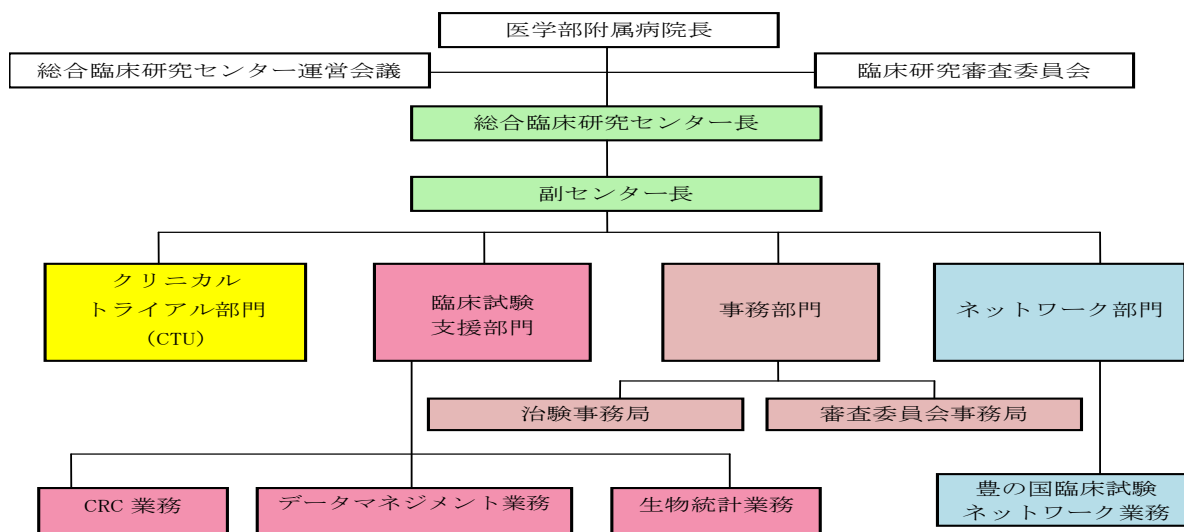 医学部附属病院長
総合臨床研究センター運営会議
臨床研究審査委員会
総合臨床研究センター長
副センター長
クリニカル
トライアル部門
(CTU)
臨床試験
支援部門
事務部門
ネットワーク部門
治験事務局
審査委員会事務局
CRC 業務
データマネジメント業務
生物統計業務
豊の国臨床試験
ネットワーク業務